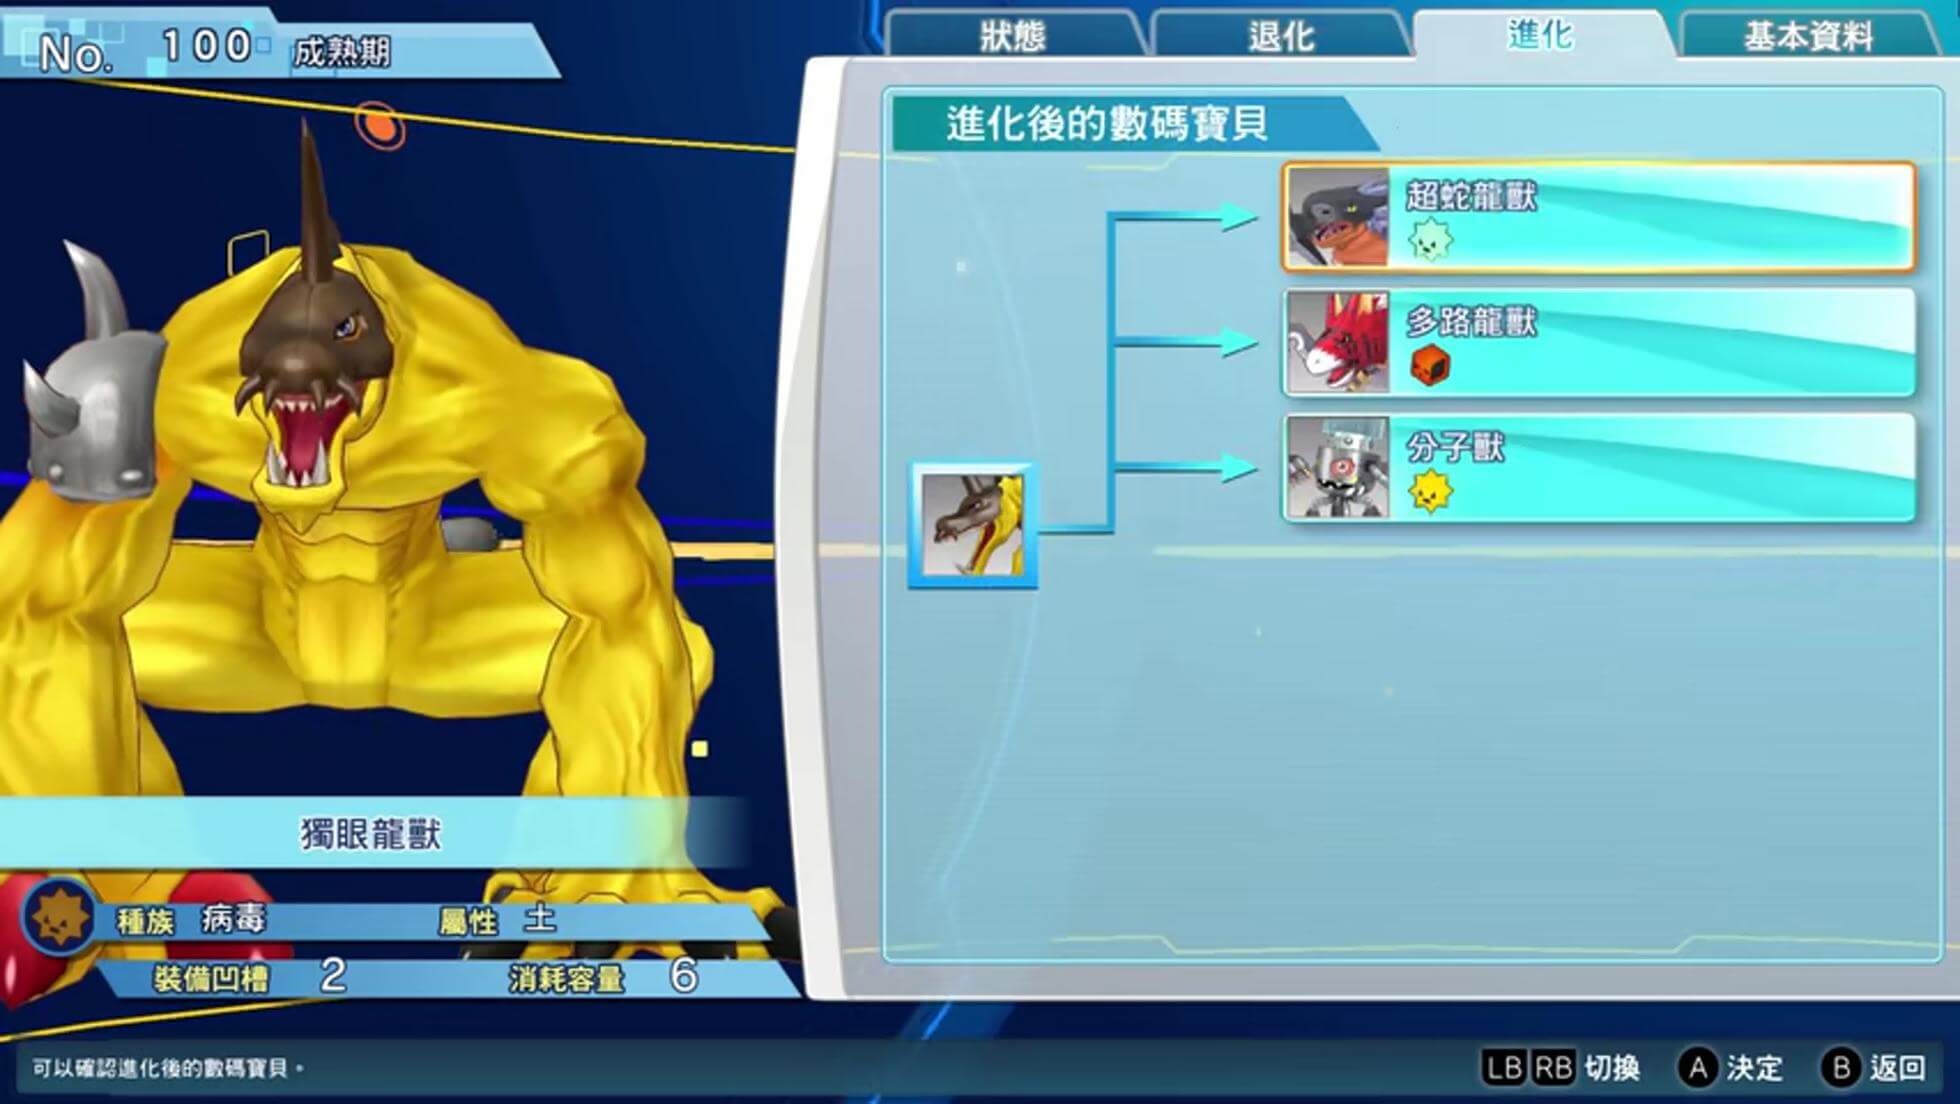 No. 100 成熟期
狀態 退化 進化 基本資料
進化後的數碼寶貝
超蛇龍獸
多路龍獸
分子獸
獨眼龍獸
種族 病毒 屬性 土
裝備凹槽 2 消耗容量 6
可以確認進化後的數碼寶貝。
LB RB 切換 A 決定 B 返回